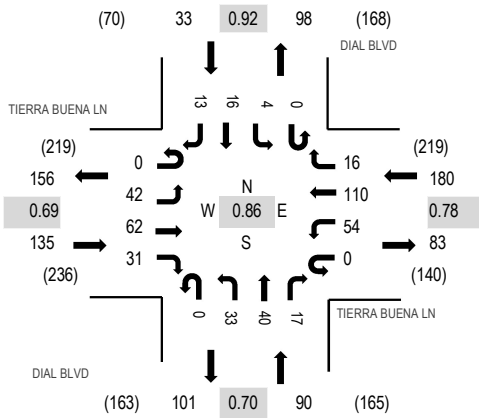 (70) 33 0.92 98 (168)
DIAL BLVD
13 16 4 0
TIERRA BUENA LN
(219) (219)
156 0 16 180
42 N 110
0.69 62 W 0.86 E 54 0.78
135 31 S 0 83
(236) (140)
0 33 40 17
TIERRA BUENA LN
DIAL BLVD
(163) 101 0.70 90 (165)